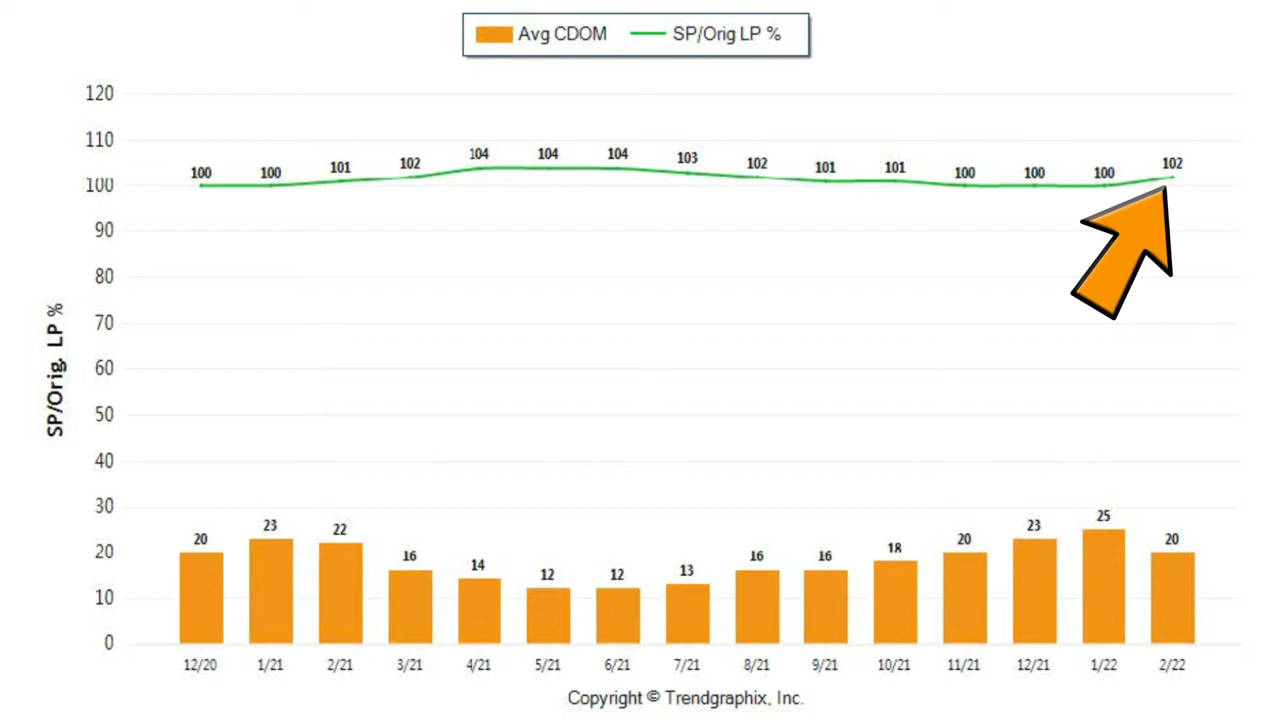 Avg CDOM SP/Orig LP %
120
110
100
90
80
70
60
50
40
30
20
10
0
SP/Orig. LP %
100 100 101 102 104 104 104 103 102 101 101 100 100 100 102
20 23 22 16 14 12 12 13 16 16 18 20 23 25 20
12/20 1/21 2/21 3/21 4/21 5/21 6/21 7/21 8/21 9/21 10/21 11/21 12/21 1/22 2/22
Copyright © Trendgraphix, Inc.